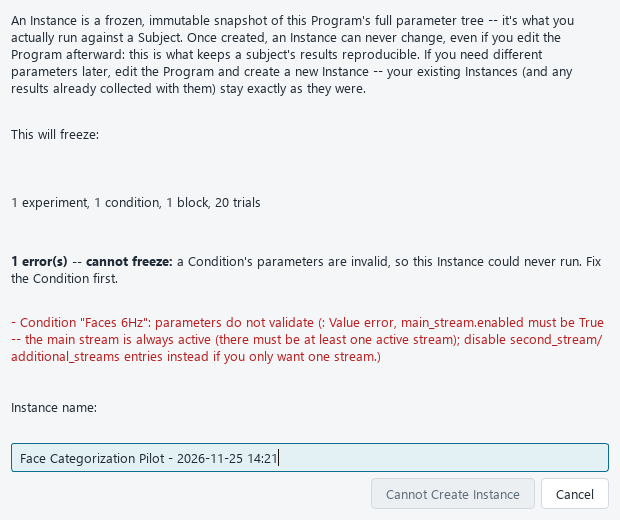 An Instance is a frozen, immutable snapshot of this Program's full parameter tree -- it's what you
actually run against a Subject. Once created, an Instance can never change, even if you edit the
Program afterward: this is what keeps a subject's results reproducible. If you need different
parameters later, edit the Program and create a new Instance -- your existing Instances (and any
results already collected with them) stay exactly as they were.
This will freeze:
1 experiment, 1 condition, 1 block, 20 trials
1 error(s) -- cannot freeze: a Condition's parameters are invalid, so this Instance could never run. Fix
the Condition first.
- Condition "Faces 6Hz": parameters do not validate (: Value error, main_stream.enabled must be True
-- the main stream is always active (there must be at least one active stream); disable second_stream/
additional_streams entries instead if you only want one stream.)
Instance name:
Face Categorization Pilot - 2026-11-25 14:21
Cannot Create Instance
Cancel